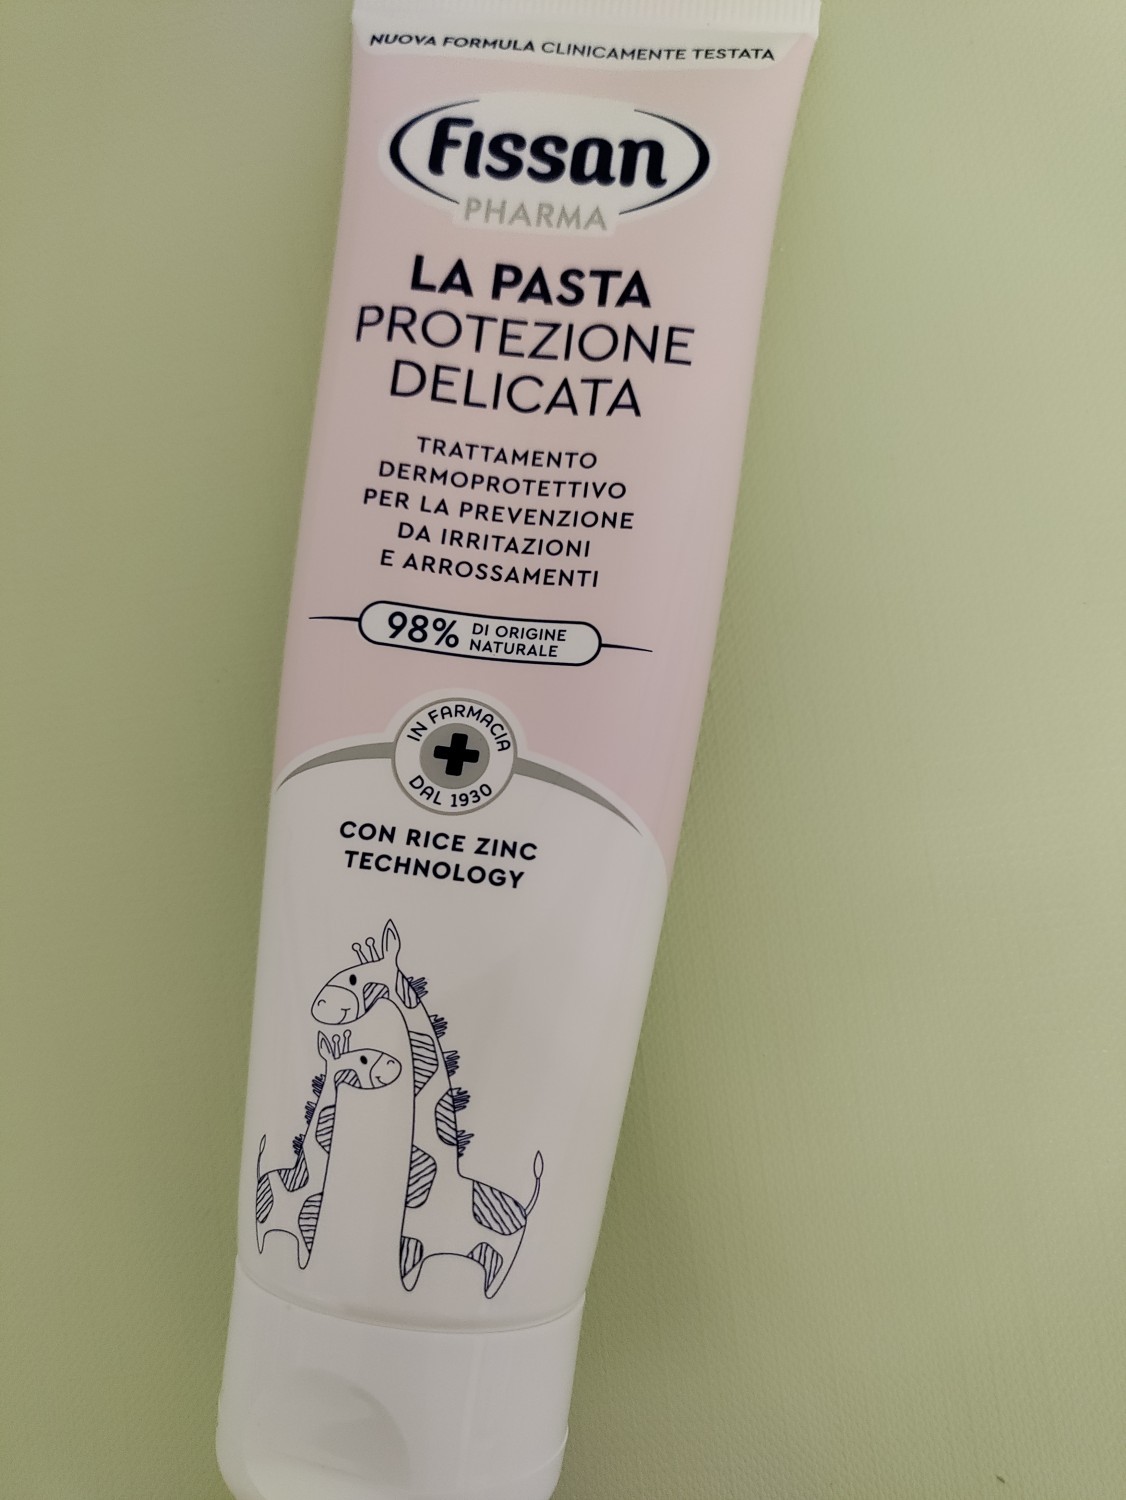 NUOVA FORMULA CLINICAMENTE TESTATA
Fissan
PHARMA
LA PASTA
PROTEZIONE
DELICATA
TRATTAMENTO
DERMOPROTETTIVO
PER LA PREVENZIONE
DA IRRITAZIONI
E ARROSSAMENTI
98% DI ORIGINE
NATURALE
IN FARMACIA
DAL 1930
CON RICE ZINC
TECHNOLOGY